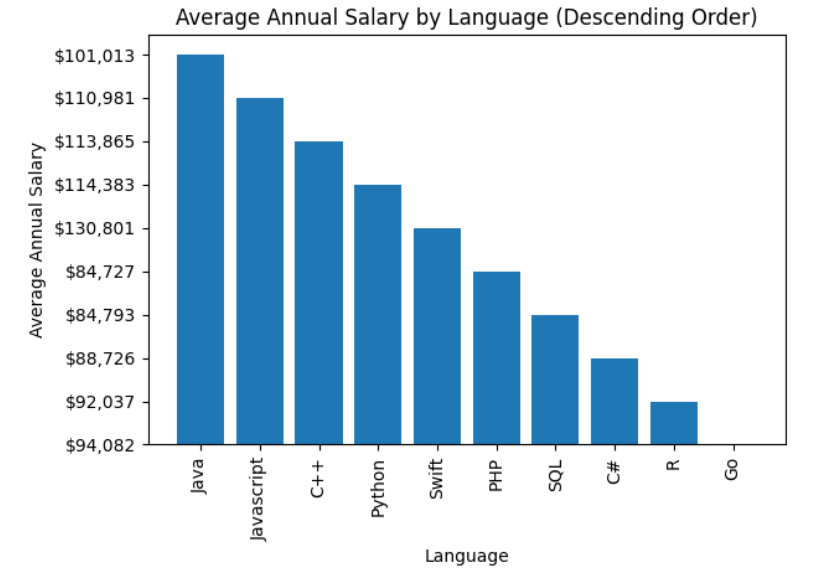 Average Annual Salary by Language (Descending Order)
Average Annual Salary
$101,013
$110,981
$113,865
$114,383
$130,801
$84,727
$84,793
$88,726
$92,037
$94,082
Java
Javascript
C++
Python
Swift
PHP
SQL
C#
R
Go
Language